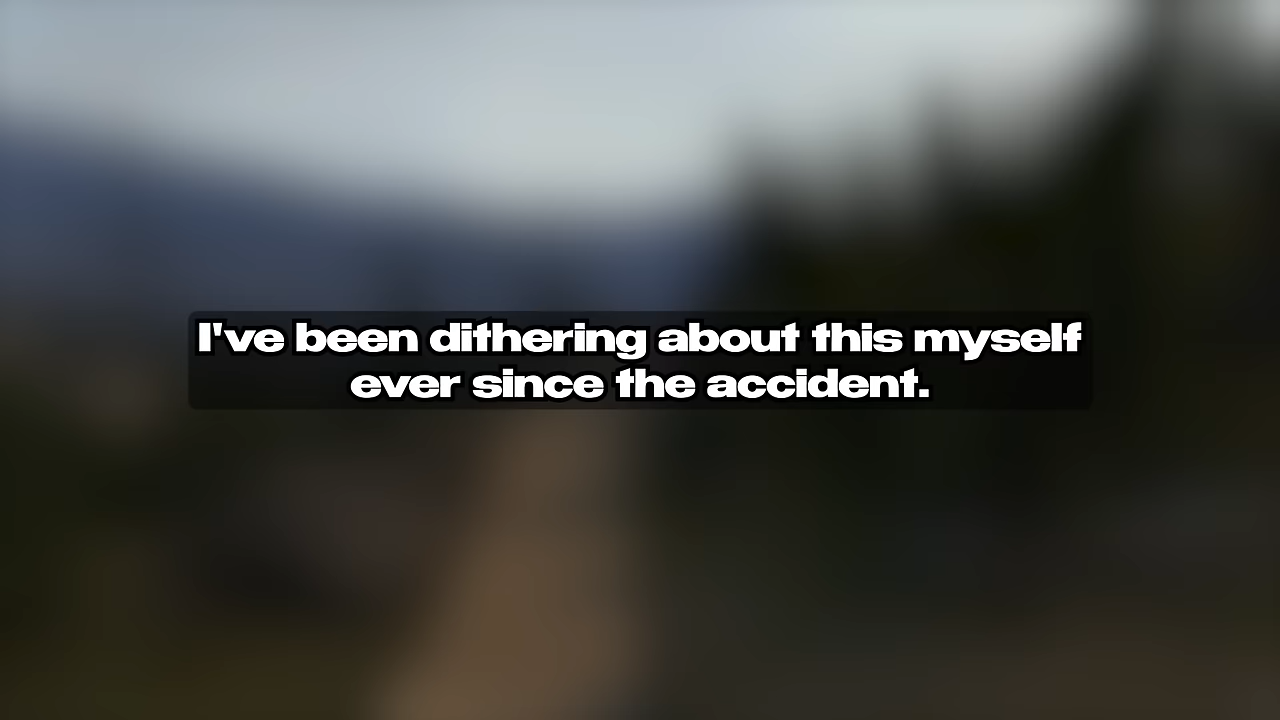 I've been dithering about this myself
ever since the accident.